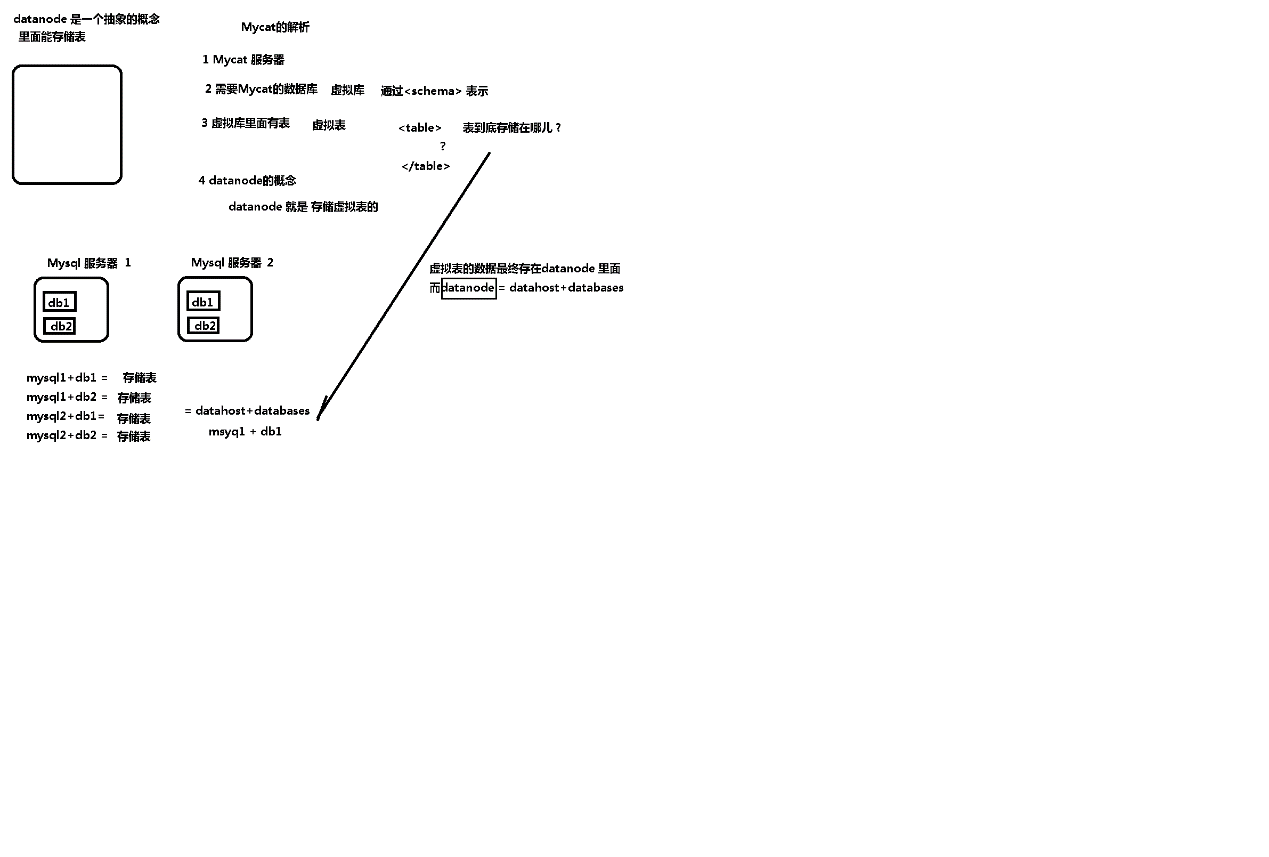 datanode 是一个抽象的概念
里面能存储表
Mycat的解析
1 Mycat 服务器
2 需要Mycat的数据库 虚拟库 通过<schema> 表示
3 虚拟库里面有表 虚拟表 <table> 表到底存储在哪儿？
?
</table>
4 datanode的概念
datanode 就是 存储虚拟表的
Mysql 服务器 1
db1
db2
Mysql 服务器 2
db1
db2
虚拟表的数据最终存在datanode 里面
而datanode = datahost+databases
mysql1+db1 = 存储表
mysql1+db2 = 存储表
mysql2+db1= 存储表
mysql2+db2 = 存储表
= datahost+databases
msyq1 + db1